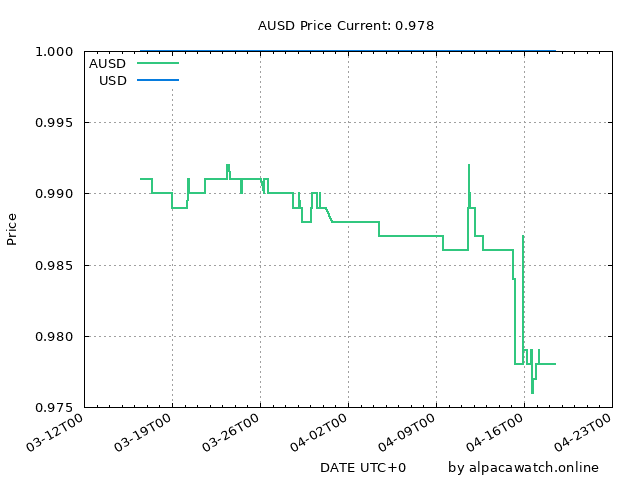 AUSD Price Current: 0.978
1.000
AUSD
USD
0.995
0.990
Price
0.985
0.980
0.975
03-12T00
03-19T00
03-26T00
04-02T00
04-09T00
04-16T00
04-23T00
DATE UTC+0
by alpacawatch.online